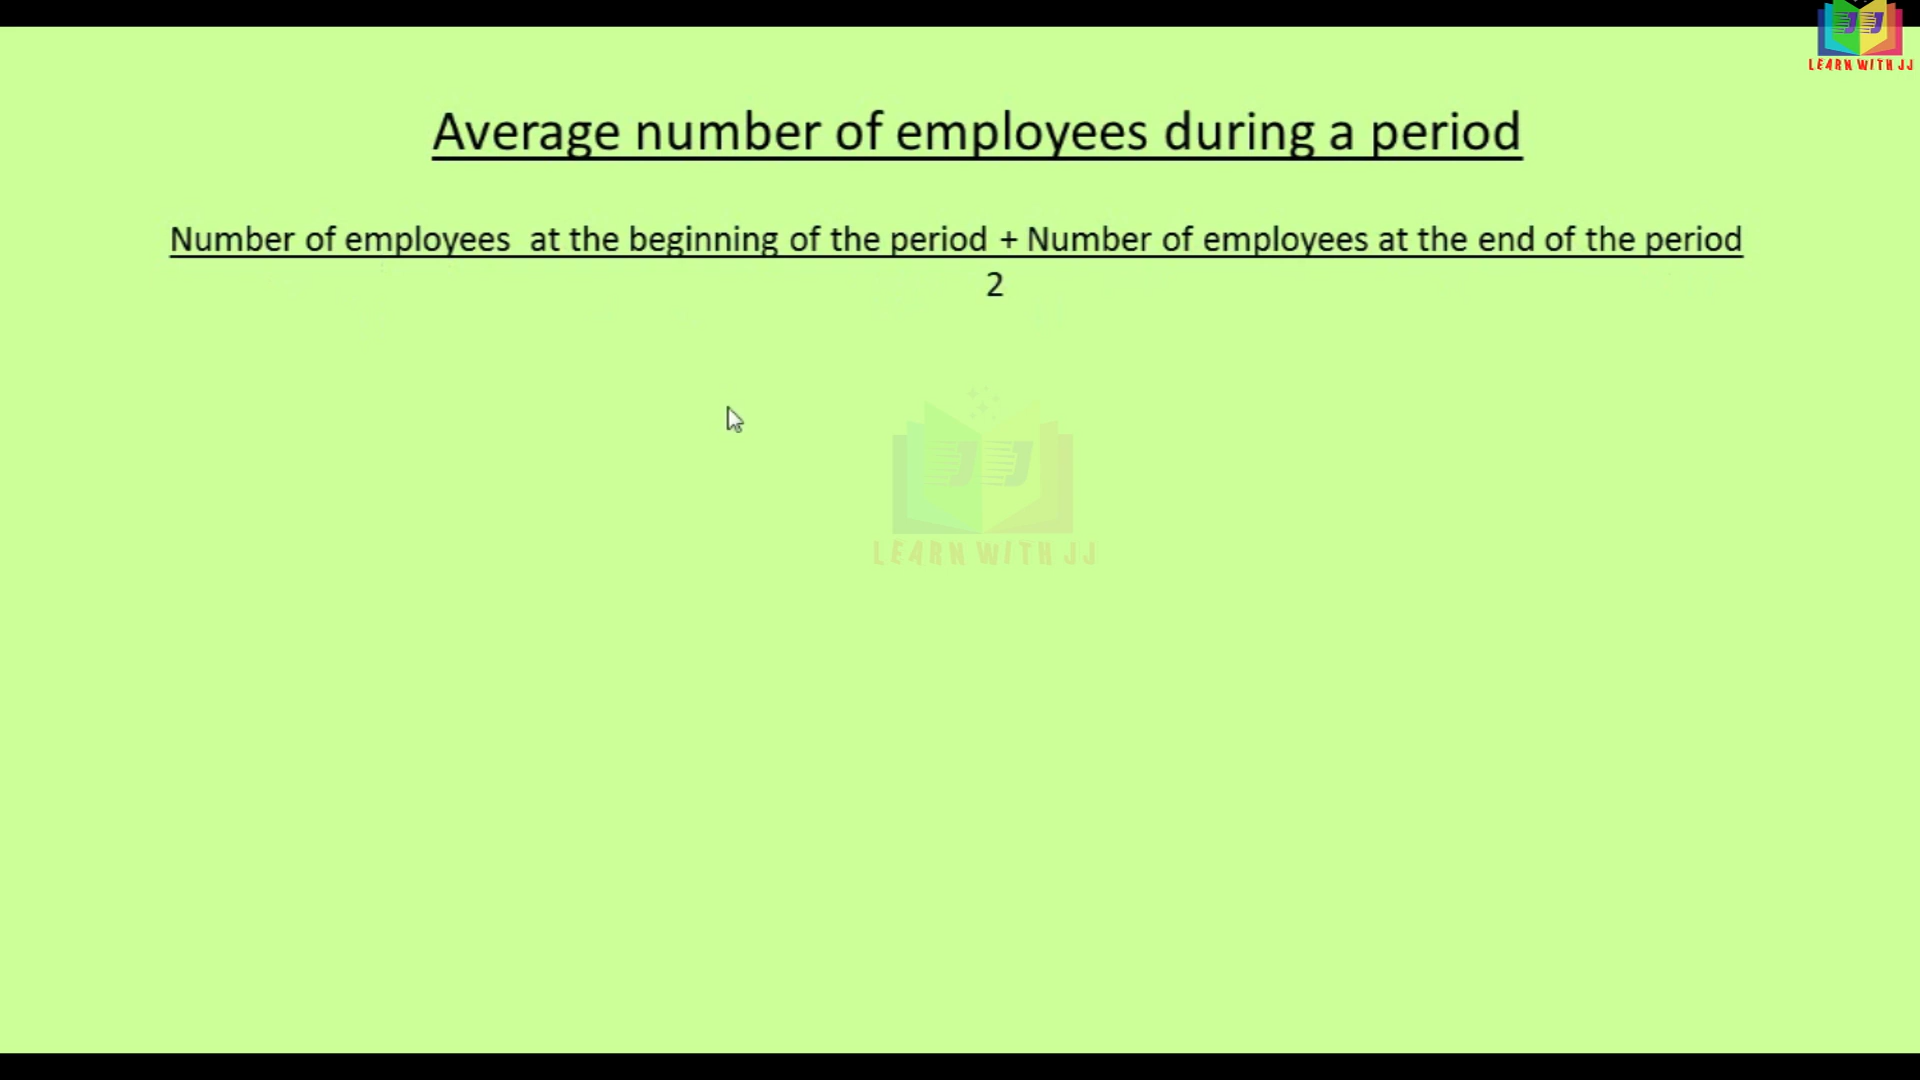 LEARN WITH JJ
Average number of employees during a period
Number of employees at the beginning of the period + Number of employees at the end of the period
2
JJ
LEARN WITH JJ